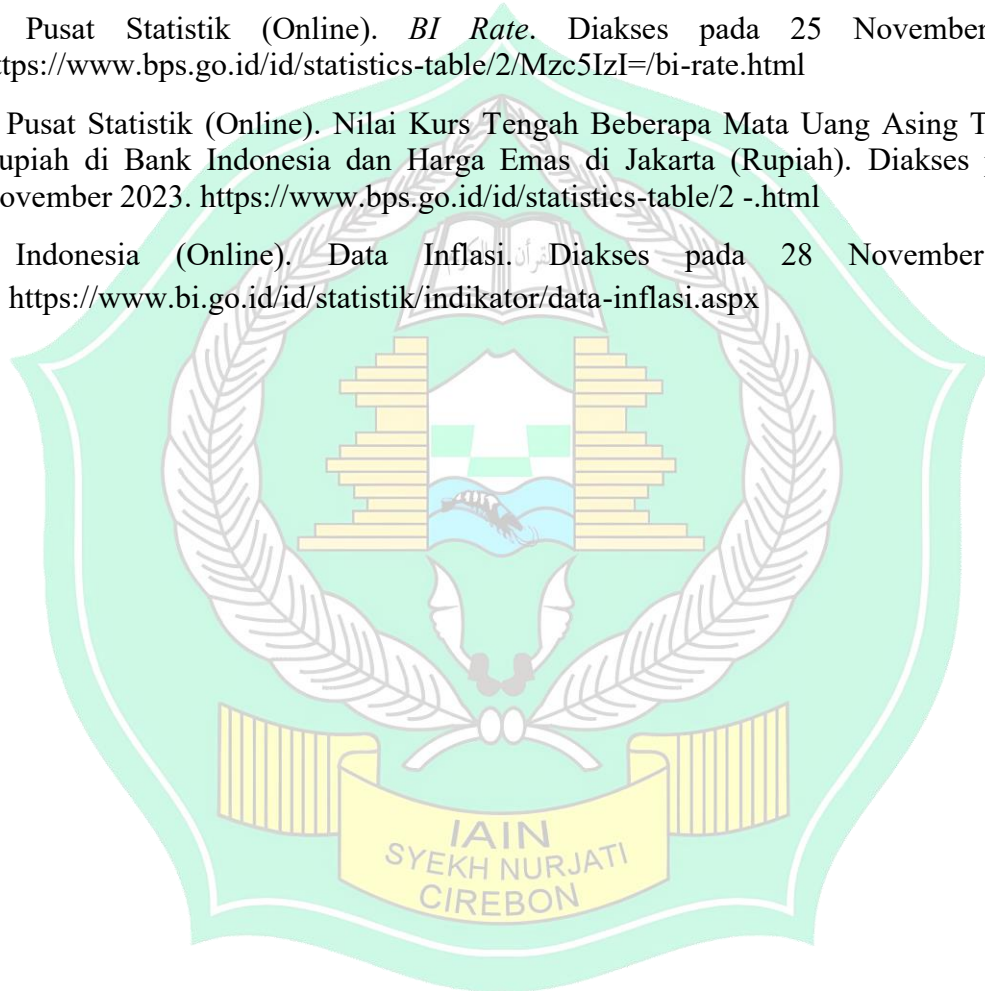 Pusat Statistik (Online). BI Rate. Diakses pada 25 November
ttps://www.bps.go.id/id/statistics-table/2/Mzc5IzI=/bi-rate.html
Pusat Statistik (Online). Nilai Kurs Tengah Beberapa Mata Uang Asing T
upiah di Bank Indonesia dan Harga Emas di Jakarta (Rupiah). Diakses
ovember 2023. https://www.bps.go.id/id/statistics-table/2 -.html
Indonesia (Online). Data Inflasi. Diakses pada 28 November
https://www.bi.go.id/id/statistik/indikator/data-inflasi.aspx
القرآن الكريم
IAIN
SYEKH NURJATI
CIREBON